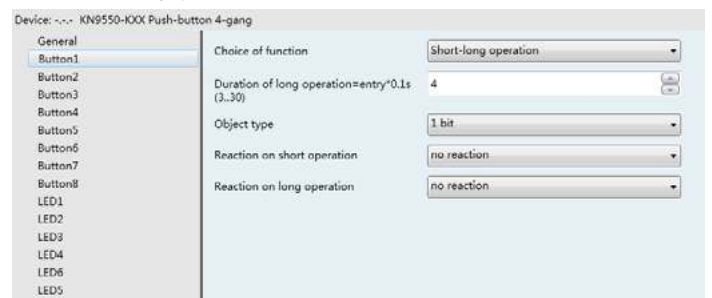 Device: -.-.- KN9550-KXX Push-button 4-gang
General
Button1
Button2
Button3
Button4
Button5
Button6
Button7
Button8
LED1
LED2
LED3
LED4
LED6
LED5
Choice of function
Short-long operation
Duration of long operation=entry*0.1s
(3..30)
4
Object type
1 bit
Reaction on short operation
no reaction
Reaction on long operation
no reaction